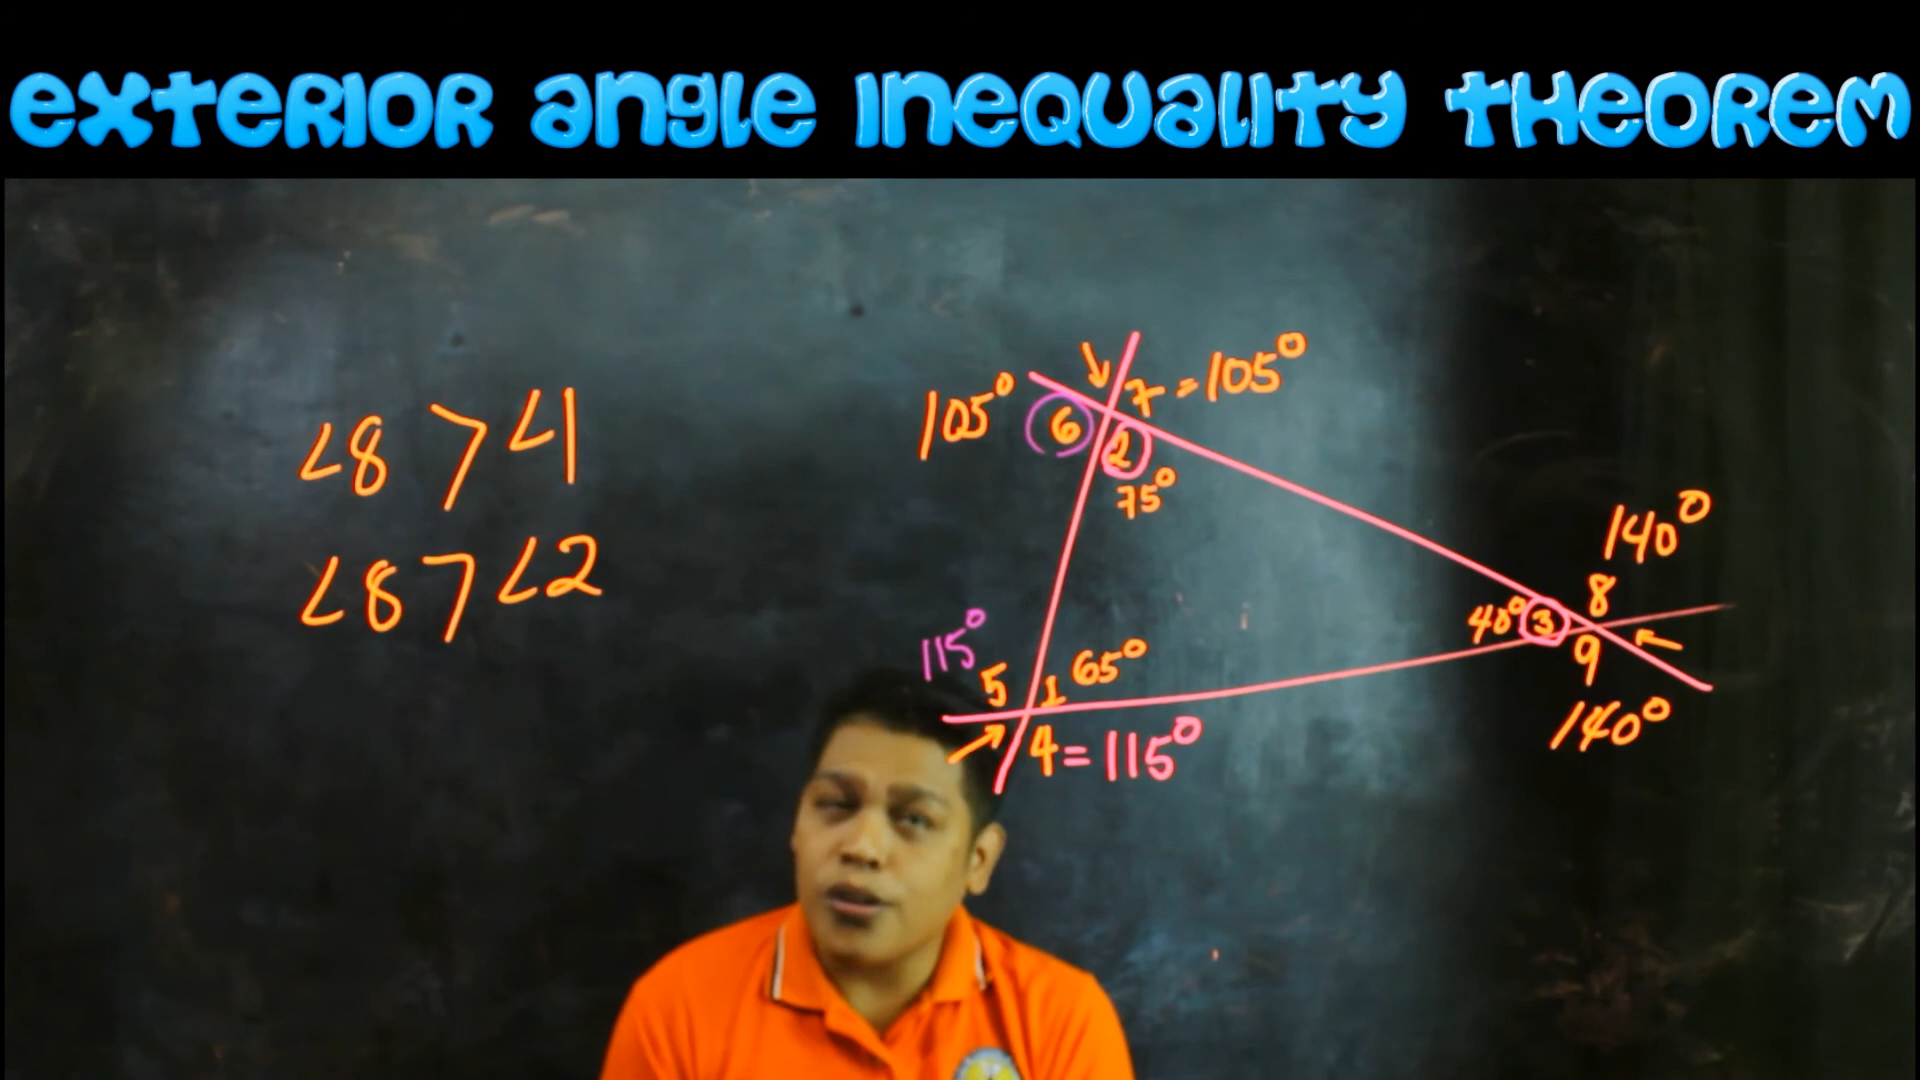 EXTERIOR ANGLE INEQUALITY THEOREM
<8 > <1
<8 > <2
105°
6
7 = 105°
2
75°
140°
8
40° 3
9
140°
115°
5
1 65°
4 = 115°